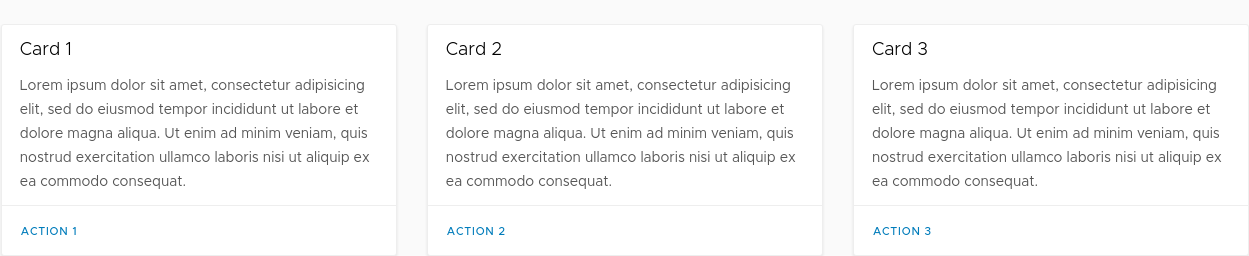 Card 1
Lorem ipsum dolor sit amet, consectetur adipisicing
elit, sed do eiusmod tempor incididunt ut labore et
dolore magna aliqua. Ut enim ad minim veniam, quis
nostrud exercitation ullamco laboris nisi ut aliquip ex
ea commodo consequat.
ACTION 1
Card 2
Lorem ipsum dolor sit amet, consectetur adipisicing
elit, sed do eiusmod tempor incididunt ut labore et
dolore magna aliqua. Ut enim ad minim veniam, quis
nostrud exercitation ullamco laboris nisi ut aliquip ex
ea commodo consequat.
ACTION 2
Card 3
Lorem ipsum dolor sit amet, consectetur adipisicing
elit, sed do eiusmod tempor incididunt ut labore et
dolore magna aliqua. Ut enim ad minim veniam, quis
nostrud exercitation ullamco laboris nisi ut aliquip ex
ea commodo consequat.
ACTION 3